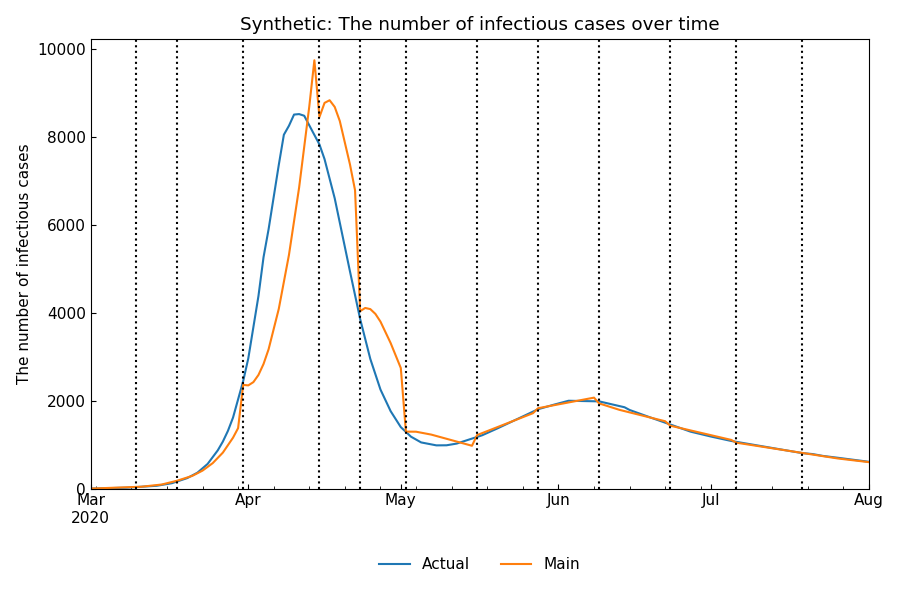 Synthetic: The number of infectious cases over time
The number of infectious cases
10000
8000
6000
4000
2000
0
Mar Apr May Jun Jul Aug
2020
Actual Main